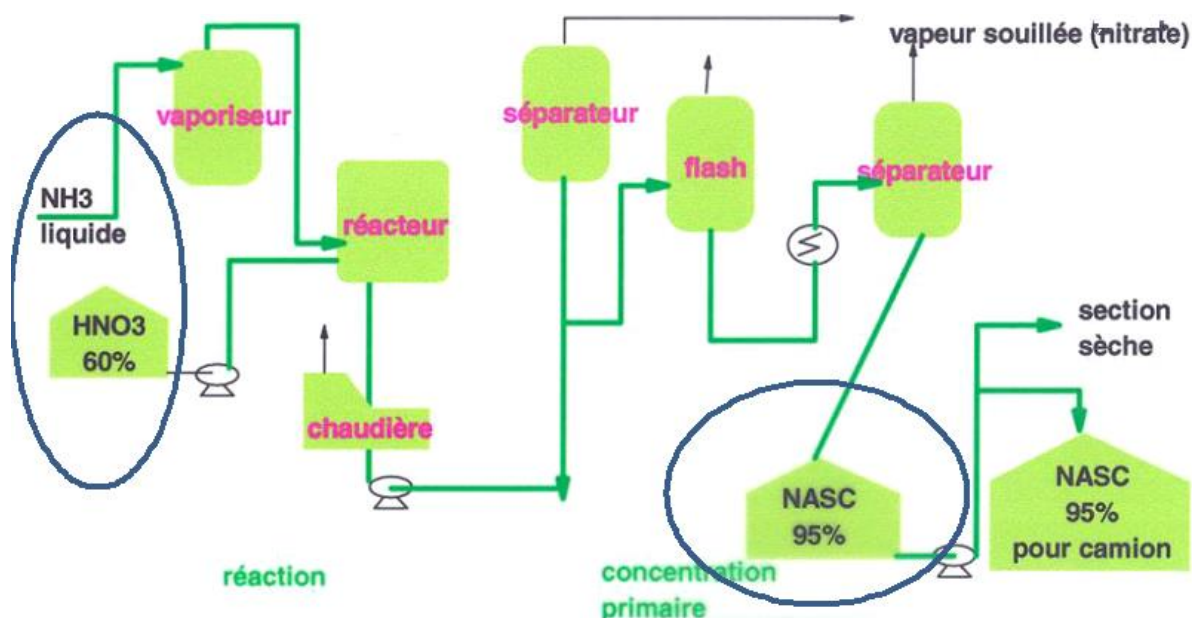 vapeur souillée (nitrate)
vaporiseur
séparateur
flash
séparateur
NH3
liquide
réacteur
HNO3
60%
section
sèche
chaudière
NASC
95%
NASC
95%
pour camion
réaction
concentration
primaire